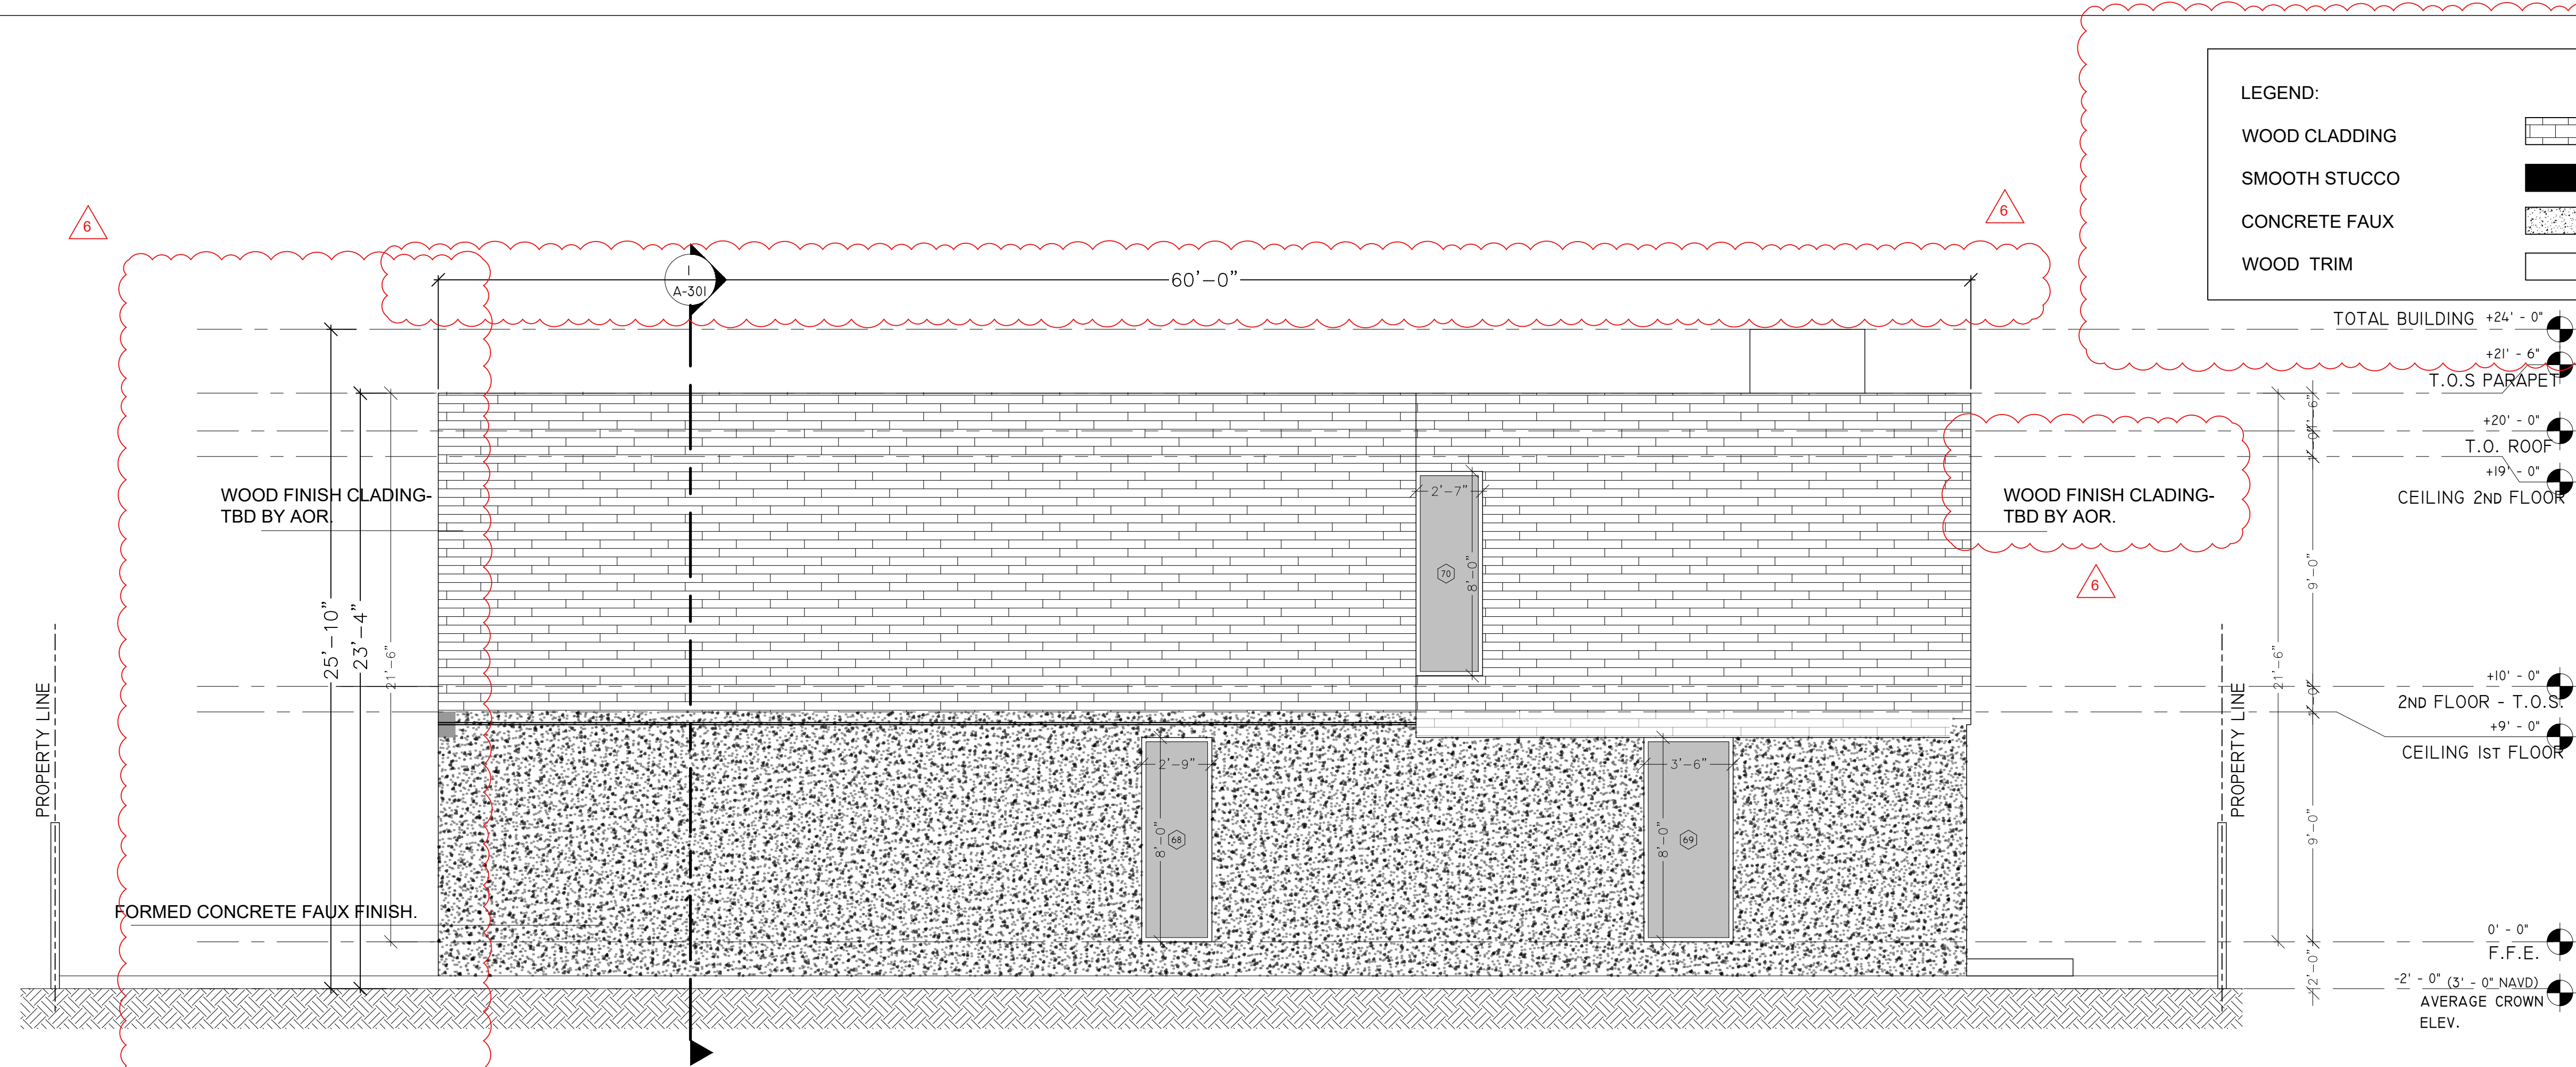 LEGEND:
WOOD CLADDING
SMOOTH STUCCO
CONCRETE FAUX
WOOD TRIM
6
6
60'-0"
1
A-301
TOTAL BUILDING +24' - 0"
+21' - 6"
T.O.S PARAPET
+20' - 0"
T.O. ROOF
+19' - 0"
CEILING 2ND FLOOR
WOOD FINISH CLADING-
TBD BY AOR.
WOOD FINISH CLADING-
TBD BY AOR.
6
2'-7"
70
8'-0"
9'-0"
25'-10"
23'-4"
21'-6"
21'-6"
+10' - 0"
2ND FLOOR - T.O.S.
+9' - 0"
CEILING 1ST FLOOR
PROPERTY LINE
PROPERTY LINE
2'-9"
8'-0"
68
3'-6"
8'-0"
69
9'-0"
FORMED CONCRETE FAUX FINISH.
0' - 0"
F.F.E.
2'-0"
-2' - 0" (3' - 0" NAVD)
AVERAGE CROWN
ELEV.